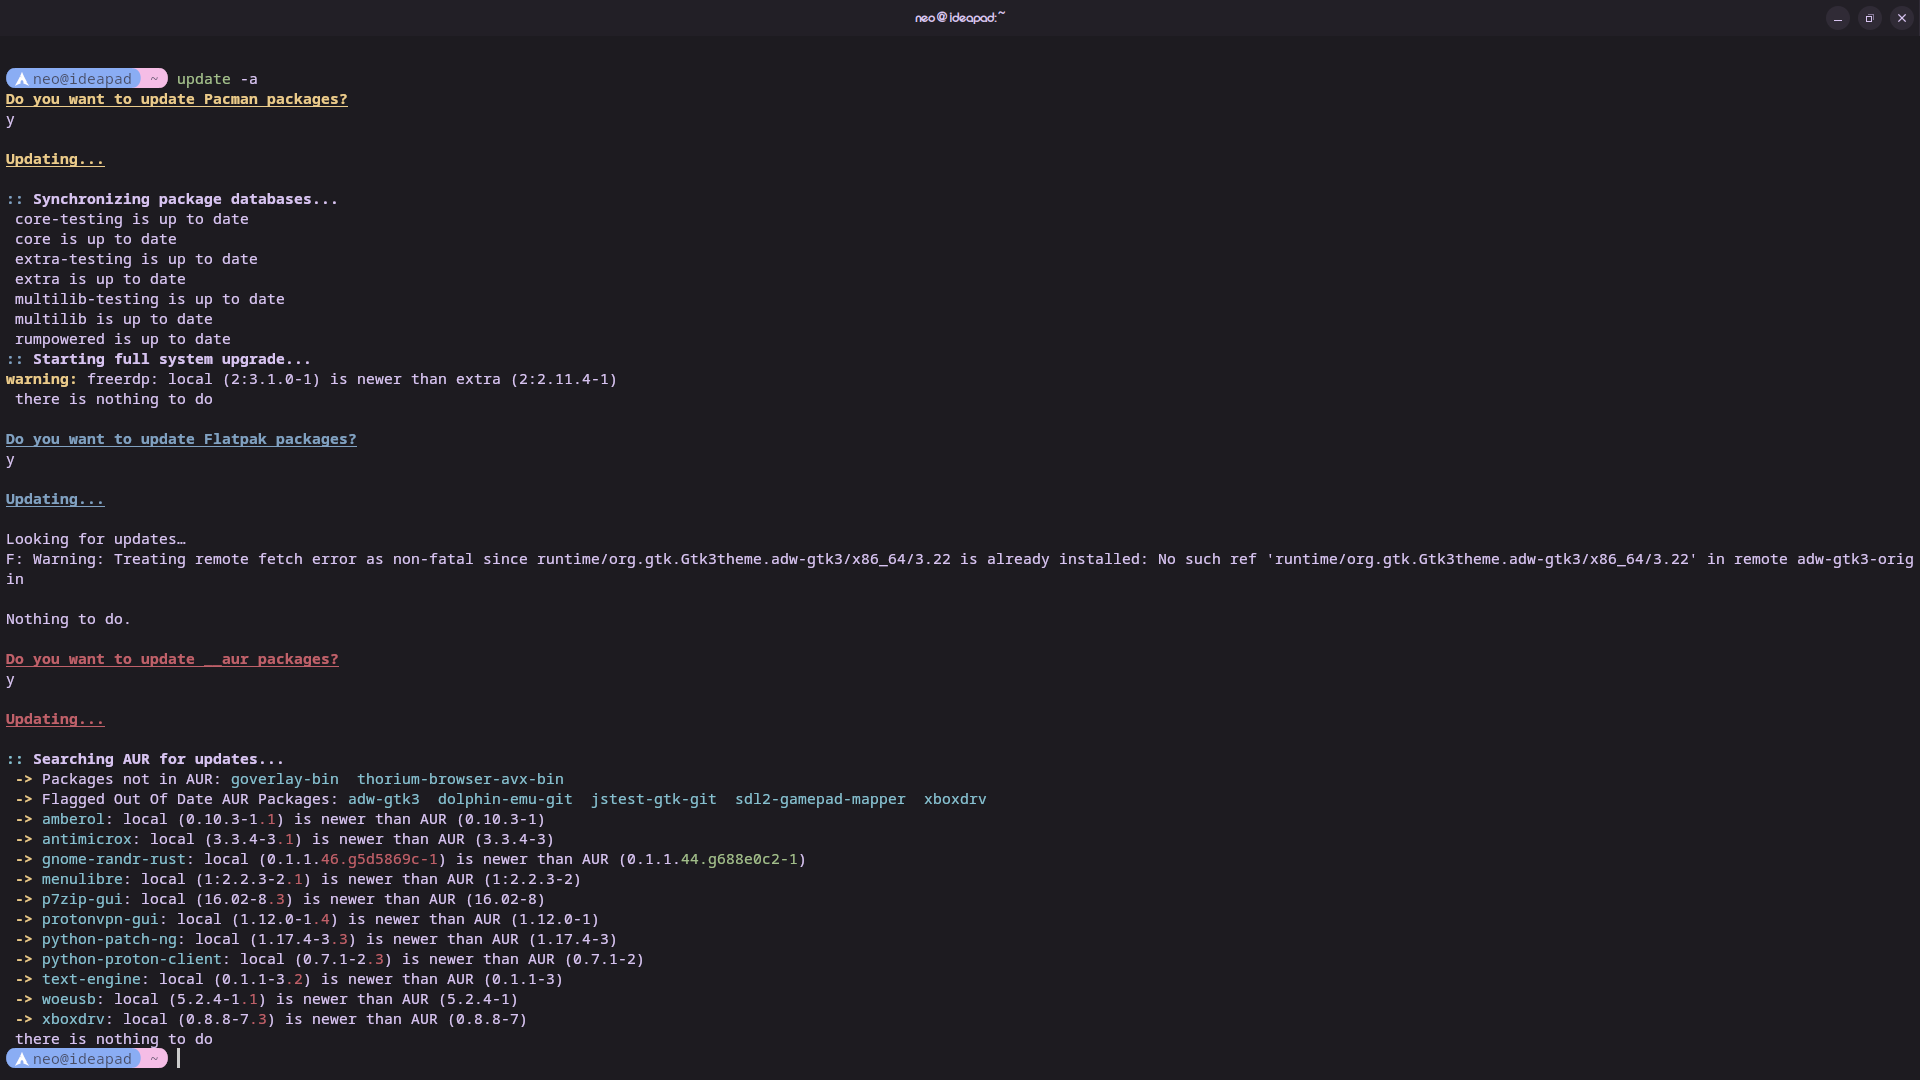 neo@ideapad:~
neo@ideapad ~ update -a
Do you want to update Pacman packages?
y
Updating...
:: Synchronizing package databases...
core-testing is up to date
core is up to date
extra-testing is up to date
extra is up to date
multilib-testing is up to date
multilib is up to date
rumpowered is up to date
:: Starting full system upgrade...
warning: freerdp: local (2:3.1.0-1) is newer than extra (2:2.11.4-1)
there is nothing to do
Do you want to update Flatpak packages?
y
Updating...
Looking for updates…
F: Warning: Treating remote fetch error as non-fatal since runtime/org.gtk.Gtk3theme.adw-gtk3/x86_64/3.22 is already installed: No such ref 'runtime/org.gtk.Gtk3theme.adw-gtk3/x86_64/3.22' in remote adw-gtk3-orig
in
Nothing to do.
Do you want to update __aur packages?
y
Updating...
:: Searching AUR for updates...
-> Packages not in AUR: goverlay-bin  thorium-browser-avx-bin
-> Flagged Out Of Date AUR Packages: adw-gtk3  dolphin-emu-git  jstest-gtk-git  sdl2-gamepad-mapper  xboxdrv
-> amberol: local (0.10.3-1.1) is newer than AUR (0.10.3-1)
-> antimicrox: local (3.3.4-3.1) is newer than AUR (3.3.4-3)
-> gnome-randr-rust: local (0.1.1.46.g5d5869c-1) is newer than AUR (0.1.1.44.g688e0c2-1)
-> menulibre: local (1:2.2.3-2.1) is newer than AUR (1:2.2.3-2)
-> p7zip-gui: local (16.02-8.3) is newer than AUR (16.02-8)
-> protonvpn-gui: local (1.12.0-1.4) is newer than AUR (1.12.0-1)
-> python-patch-ng: local (1.17.4-3.3) is newer than AUR (1.17.4-3)
-> python-proton-client: local (0.7.1-2.3) is newer than AUR (0.7.1-2)
-> text-engine: local (0.1.1-3.2) is newer than AUR (0.1.1-3)
-> woeusb: local (5.2.4-1.1) is newer than AUR (5.2.4-1)
-> xboxdrv: local (0.8.8-7.3) is newer than AUR (0.8.8-7)
there is nothing to do
neo@ideapad ~